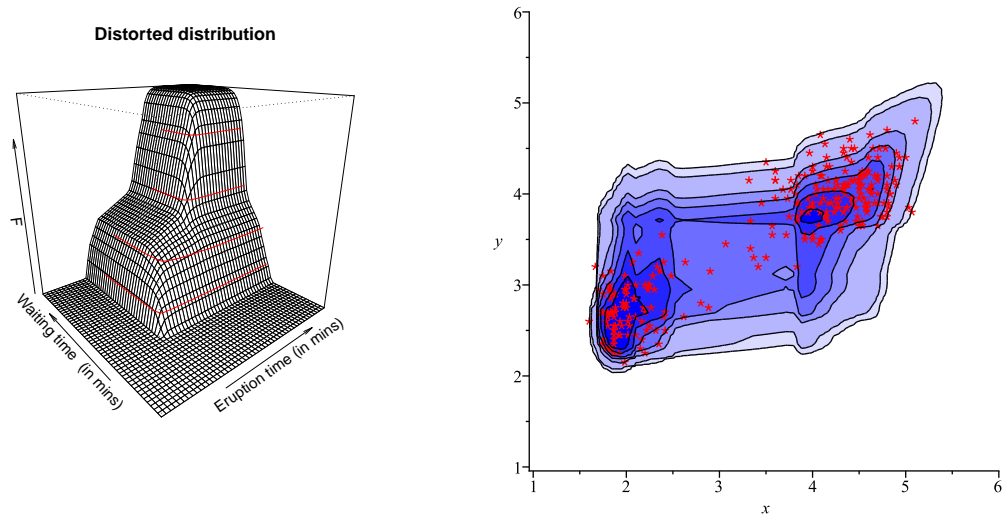 Distorted distribution
F
Waiting time (in mins)
Eruption time (in mins)
6
5
4
3
2
1
y
1 2 3 4 5 6
x